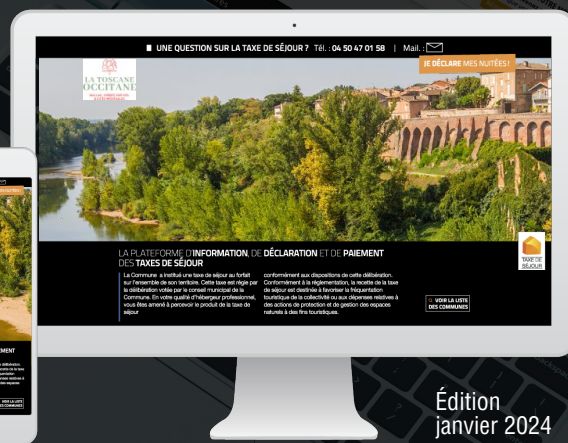 UNE QUESTION SUR LA TAXE DE SÉJOUR ? Tél. : 04 50 47 01 58 | Mail. :
JE DÉCLARE MES NUITÉES !
LA TOSCANE
OCCITANE
LA PLATEFORME D'INFORMATION, DE DÉCLARATION ET DE PAIEMENT
DES TAXES DE SÉJOUR
La Commune a institué une taxe de séjour au forfait
sur l'ensemble de son territoire. Cette taxe est régie par
la délibération votée par le conseil municipal de la
Commune. En votre qualité d'hébergeur professionnel,
vous êtes amené à percevoir le produit de la taxe de
séjour
conformément aux dispositions de cette délibération.
Conformément à la réglementation, la recette de la taxe
de séjour est destinée à favoriser la fréquentation
touristique de la collectivité ou aux dépenses relatives à
des actions de protection et de gestion des espaces
naturels à des fins touristiques.
TAXE DE
SÉJOUR
VOIR LA LISTE
DES COMMUNES
VOIR LA LISTE
Édition
janvier 2024